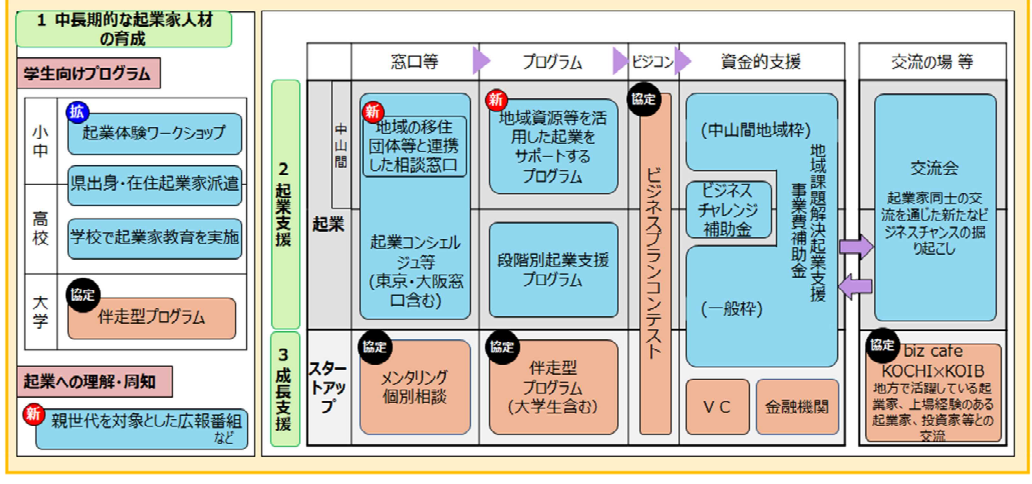 1 中長期的な起業家人材
の育成
学生向けプログラム
小中
拡
起業体験ワークショップ
県出身・在住起業家派遣
高校
学校で起業家教育を実施
大学
協定
伴走型プログラム
起業への理解・周知
新
親世代を対象とした広報番組
など
窓口等
プログラム
ビジコン
資金的支援
交流の場 等
2 起業支援
起業
中山間
新
地域の移住
団体等と連携
した相談窓口
起業コンシェル
ジュ等
(東京・大阪窓
口含む)
新
地域資源等を活
用した起業を
サポートする
プログラム
段階別起業支援
プログラム
協定
ビジネスプランコンテスト
(中山間地域枠)
ビジネス
チャレンジ
補助金
(一般枠)
地域課題解決起業支援
事業費補助金
交流会
起業家同士の交
流を通じた新たなビ
ジネスチャンスの掘
り起こし
3 成長支援
スター
トアッ
プ
協定
メンタリング
個別相談
協定
伴走型
プログラム
(大学生含む)
VC
金融機関
協定
biz cafe
KOCHI×KOIB
地方で活躍している起
業家、上場経験のある
起業家、投資家等との
交流